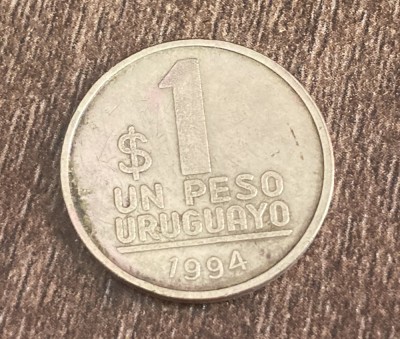 $ 1
UN PESO
URUGUAYO
1994